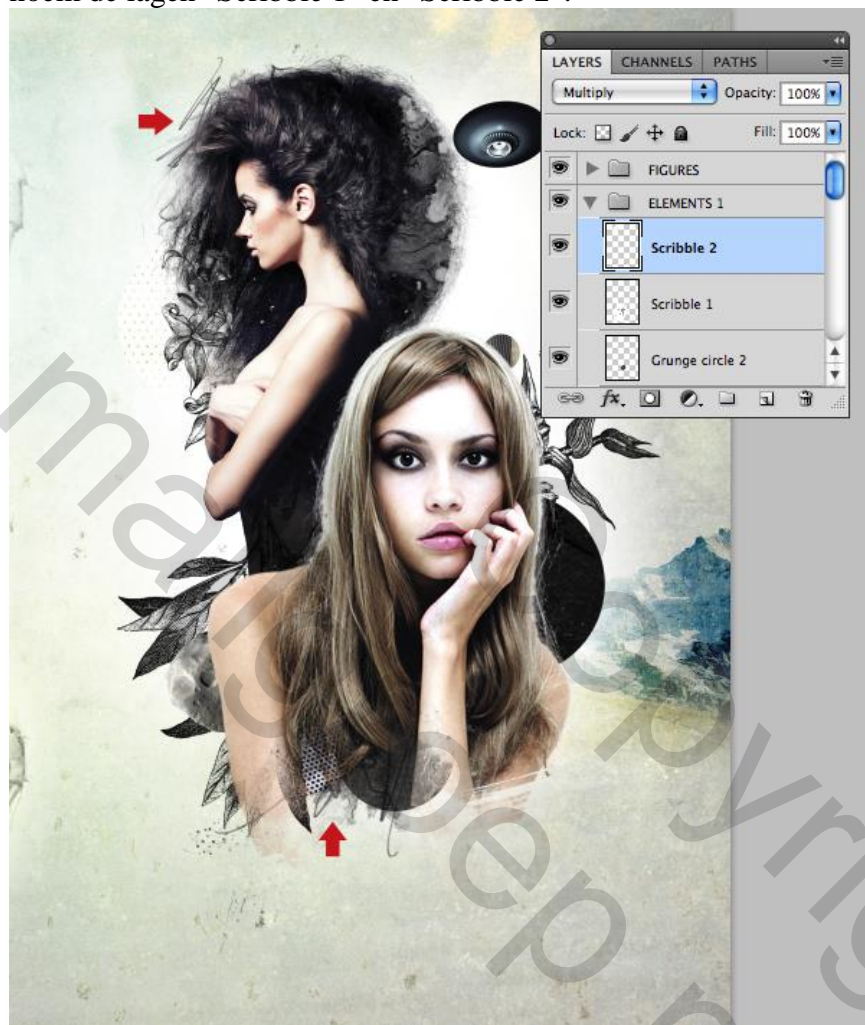 noem de lagen "Scribble 1" en "Scribble 2".
LAYERS CHANNELS PATHS
Multiply Opacity: 100%
Lock: Fill: 100%
FIGURES
ELEMENTS 1
Scribble 2
Scribble 1
Grunge circle 2
fx.